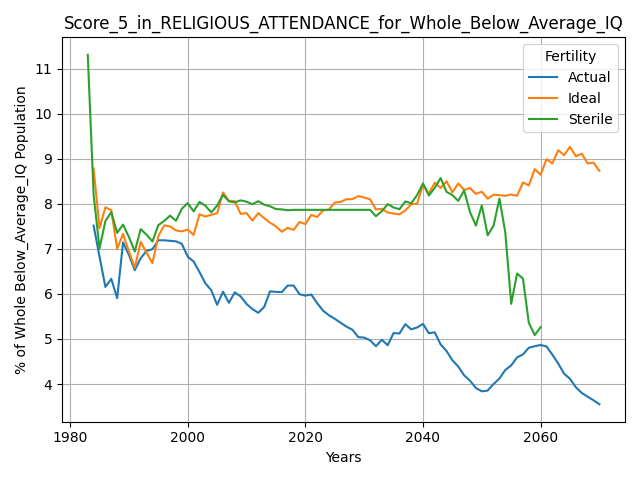 Score_5_in_RELIGIOUS_ATTENDANCE_for_Whole_Below_Average_IQ
Fertility
Actual
Ideal
Sterile
11
10
9
8
7
6
5
4
% of Whole Below_Average_IQ Population
1980
2000
2020
2040
2060
Years